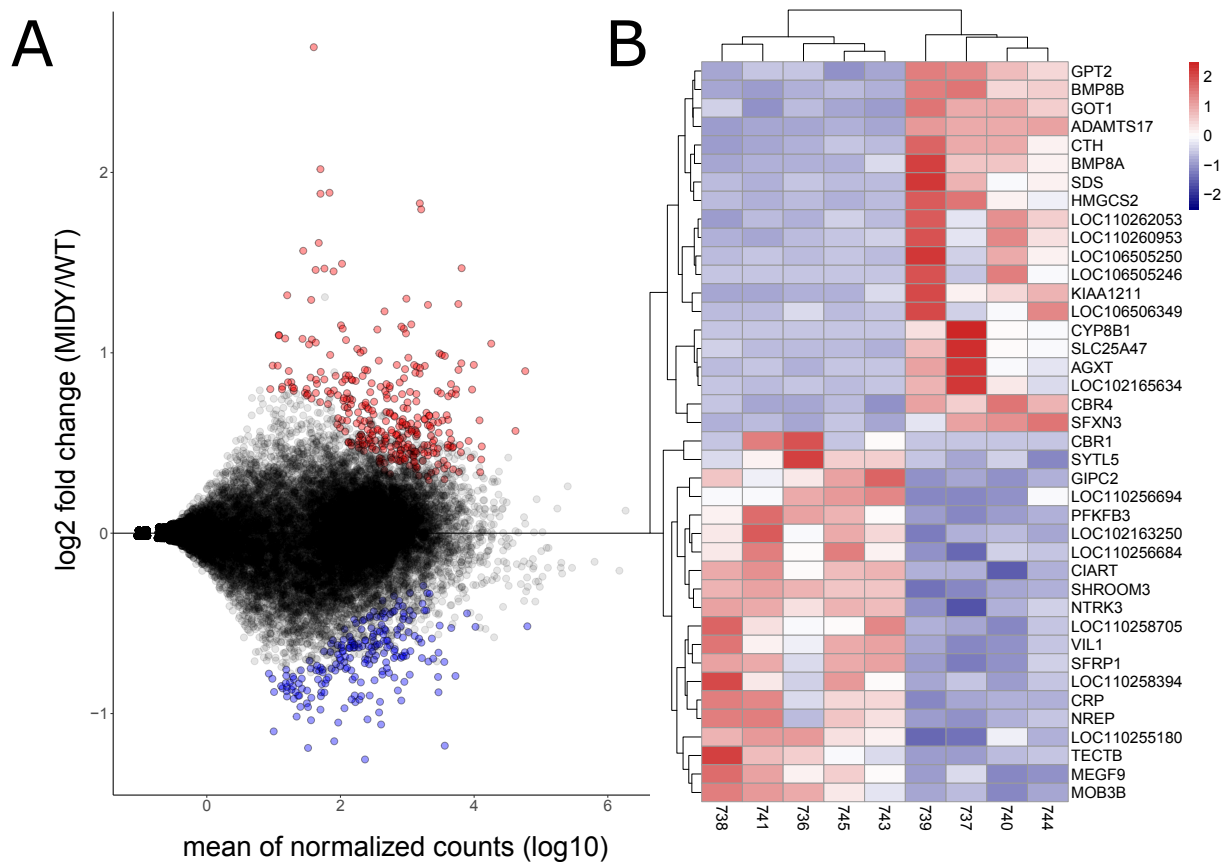 A
log2 fold change (MIDY/WT)
2
1
0
−1
0
2
4
6
mean of normalized counts (log10)
B
GPT2
BMP8B
GOT1
ADAMTS17
CTH
BMP8A
SDS
HMGCS2
LOC110262053
LOC110260953
LOC106505250
LOC106505246
KIAA1211
LOC106506349
CYP8B1
SLC25A47
AGXT
LOC102165634
CBR4
SFXN3
CBR1
SYTL5
GIPC2
LOC110256694
PFKFB3
LOC102163250
LOC110256684
CIART
SHROOM3
NTRK3
LOC110258705
VIL1
SFRP1
LOC110258394
CRP
NREP
LOC110255180
TECTB
MEGF9
MOB3B
738
741
736
745
743
739
737
740
744
2
1
0
−1
−2